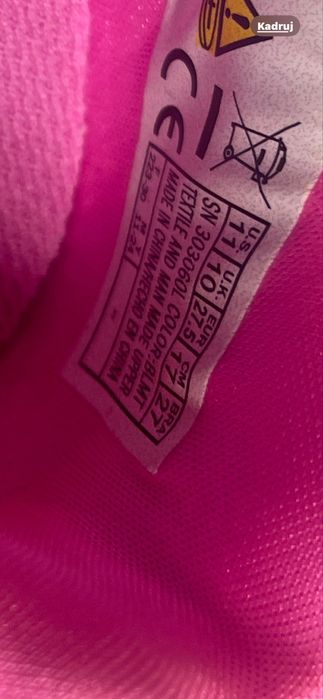 Kadruj
CE
U.S. U.K. EUR CM BRA
11 10 27.5 17 27
SN 303060L COLOR:BLMT
TEXTILE AND MAN MADE UPPER
MADE IN CHINA/HECHO EN CHINA